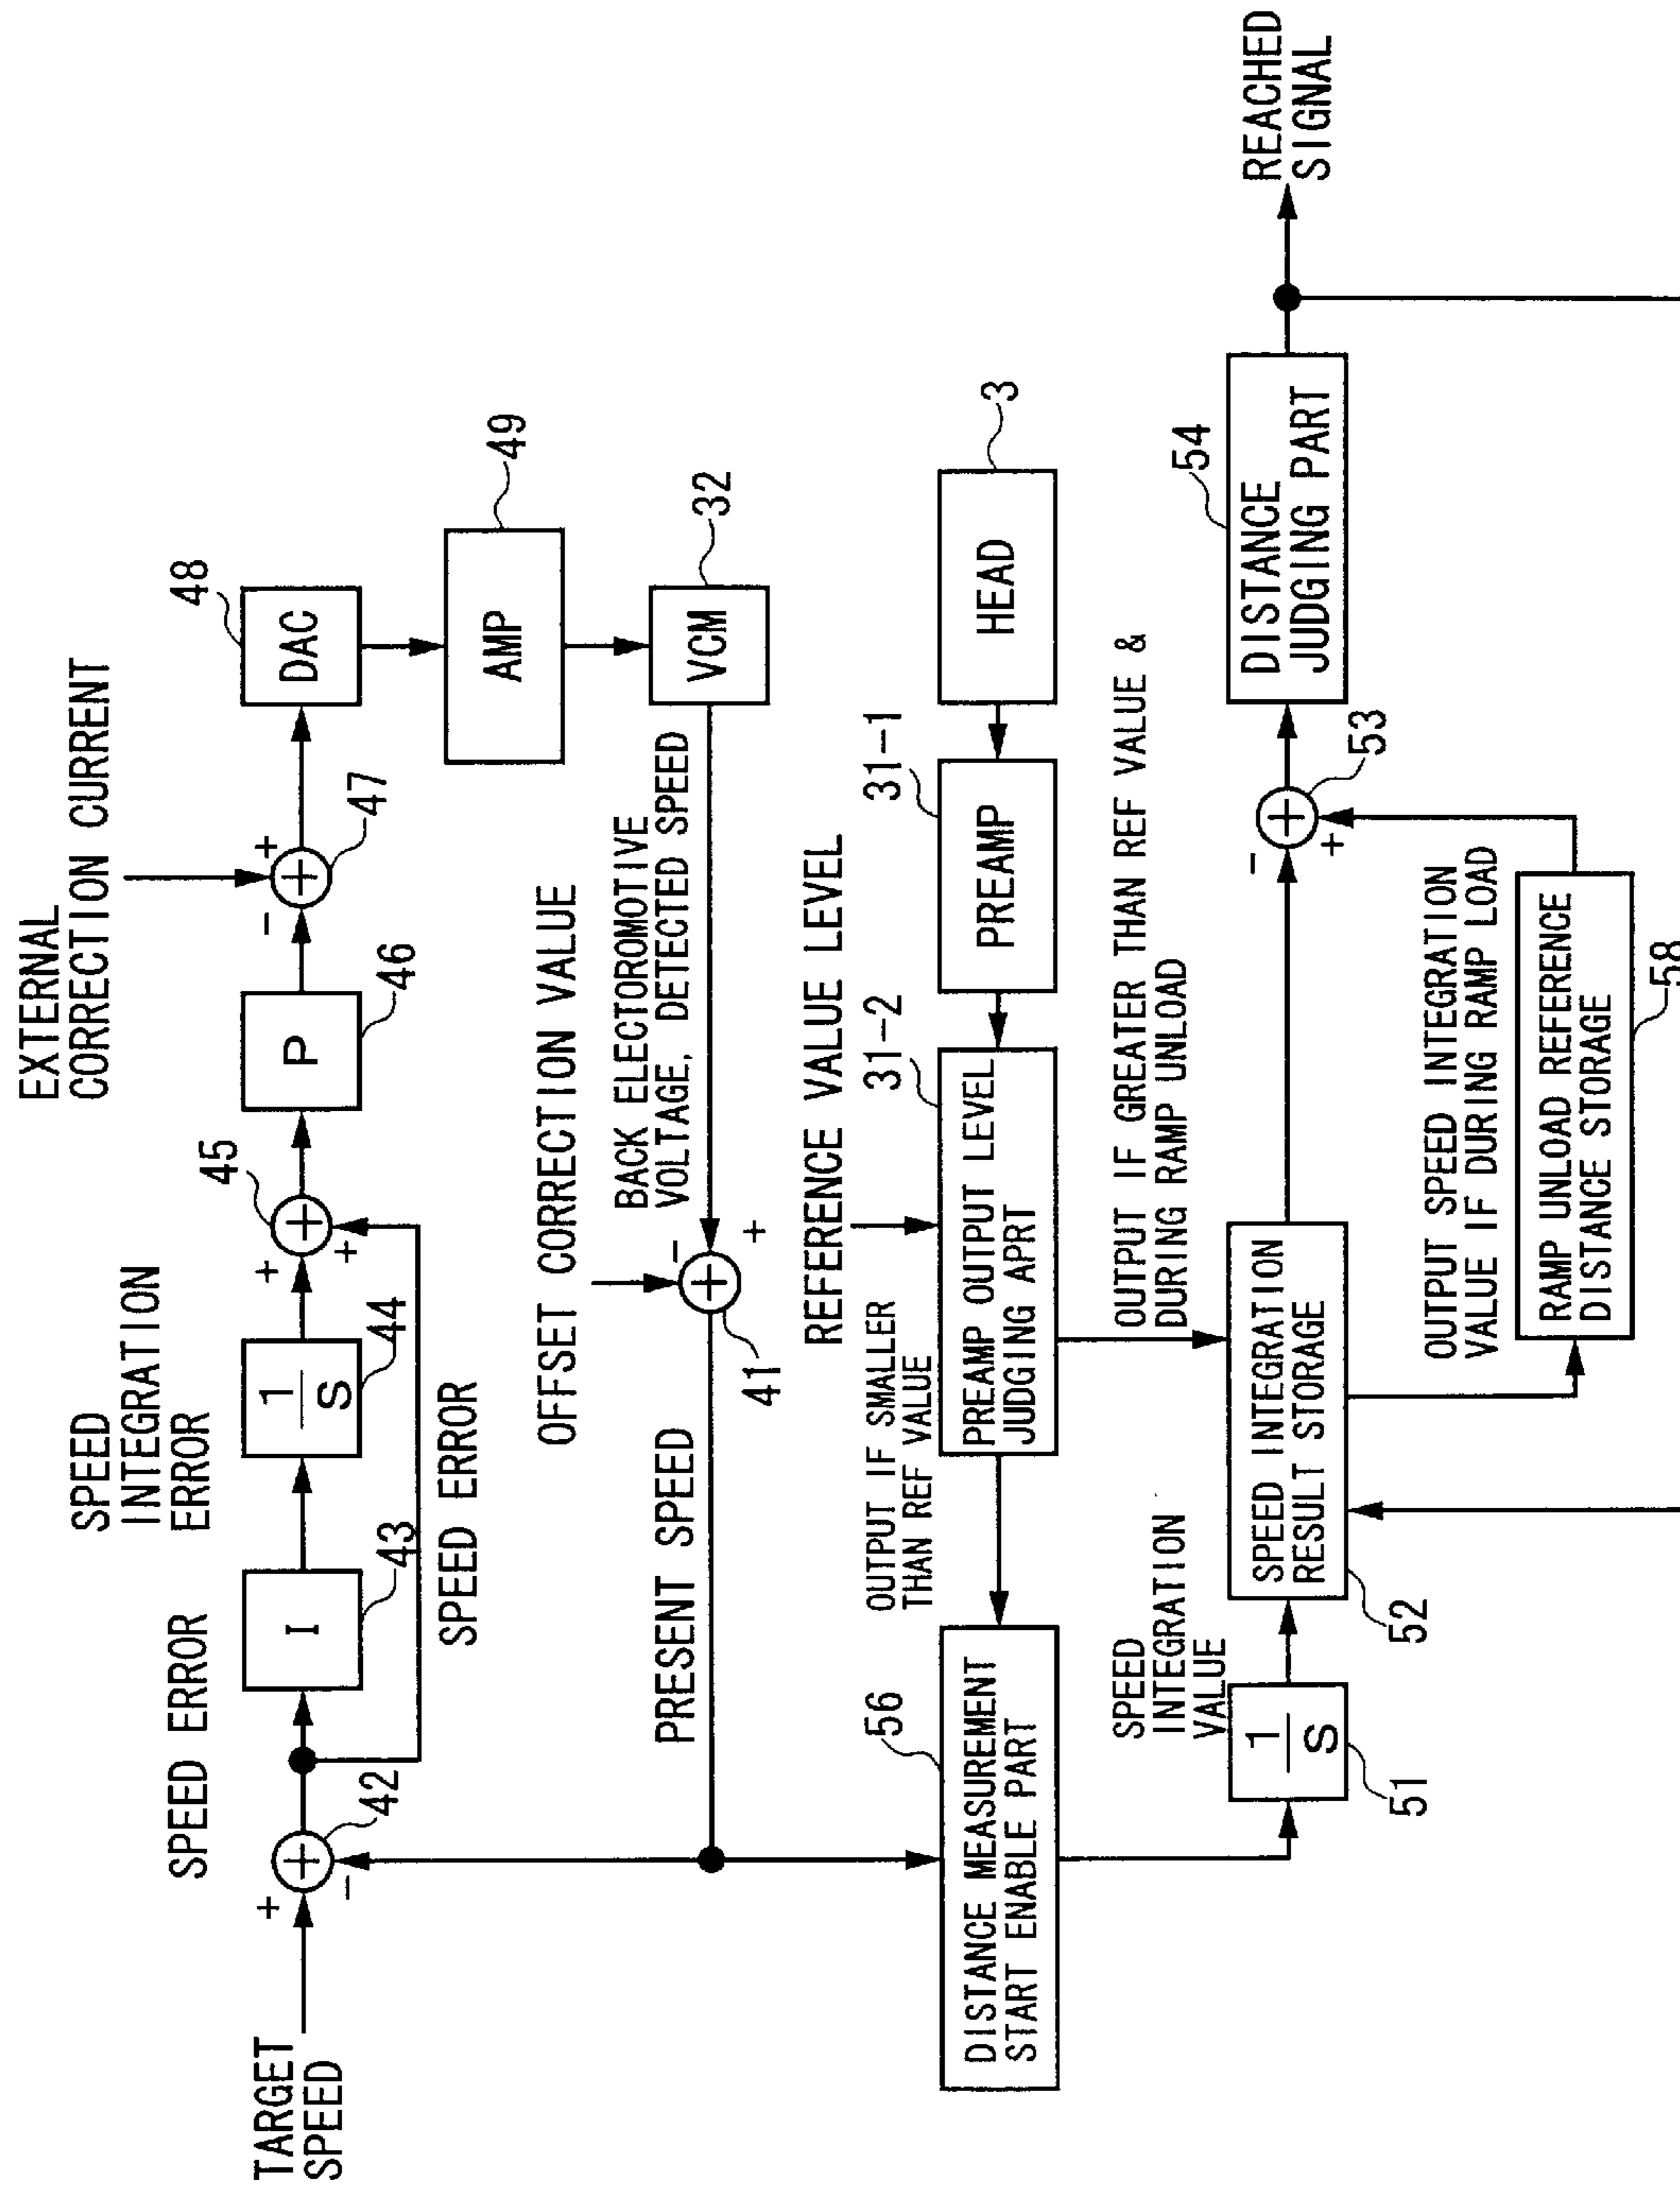 TARGET
SPEED
+
-
42
SPEED ERROR
I
43
SPEED
INTEGRATION
ERROR
1
S
44
SPEED ERROR
+
+
45
P
46
EXTERNAL
CORRECTION CURRENT
-
+
47
DAC
48
AMP
49
VCM
32
BACK ELECTOROMOTIVE
VOLTAGE, DETECTED SPEED
OFFSET CORRECTION VALUE
-
+
41
PRESENT SPEED
HEAD
3
PREAMP
31-1
REFERENCE VALUE LEVEL
PREAMP OUTPUT LEVEL
JUDGING APRT
31-2
OUTPUT IF SMALLER
THAN REF VALUE
DISTANCE MEASUREMENT
START ENABLE PART
56
OUTPUT IF GREATER THAN REF VALUE &
DURING RAMP UNLOAD
SPEED
INTEGRATION
VALUE
1
S
51
SPEED INTEGRATION
RESULT STORAGE
52
-
+
53
DISTANCE
JUDGING PART
54
REACHED
SIGNAL
OUTPUT SPEED INTEGRATION
VALUE IF DURING RAMP LOAD
RAMP UNLOAD REFERENCE
DISTANCE STORAGE
58